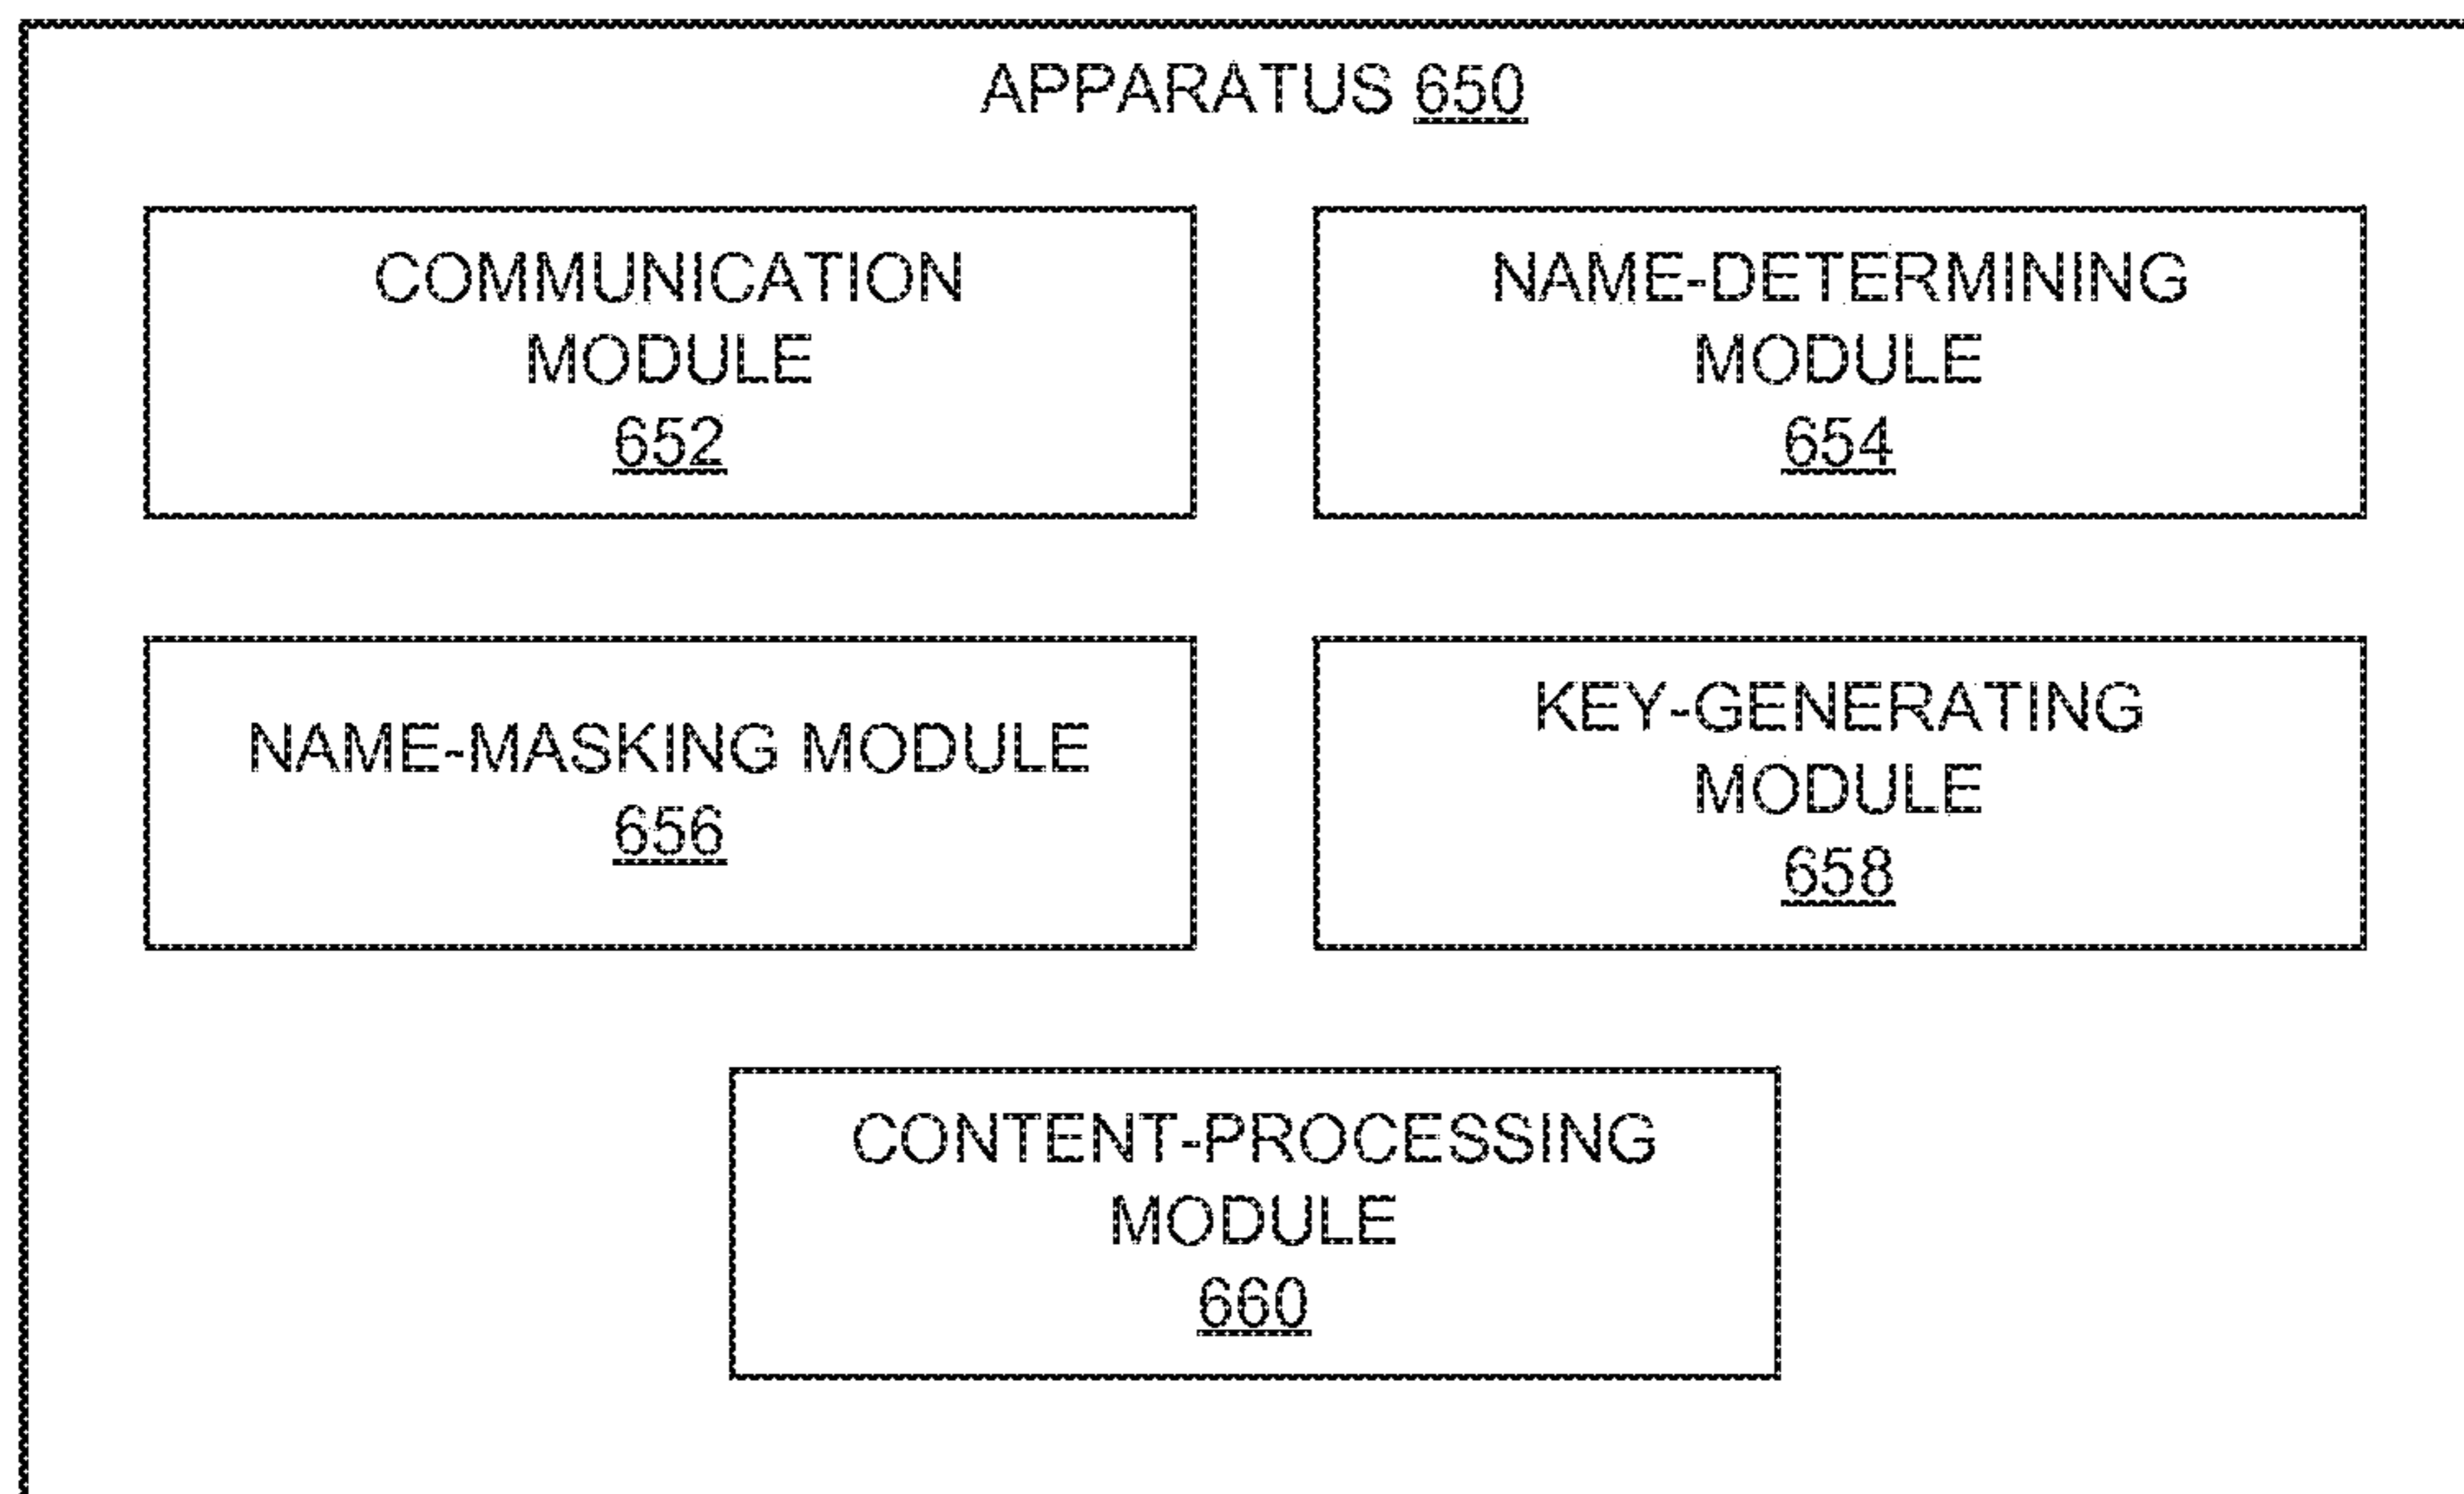 APPARATUS 650
COMMUNICATION
MODULE
652
NAME-DETERMINING
MODULE
654
NAME-MASKING MODULE
656
KEY-GENERATING
MODULE
658
CONTENT-PROCESSING
MODULE
660